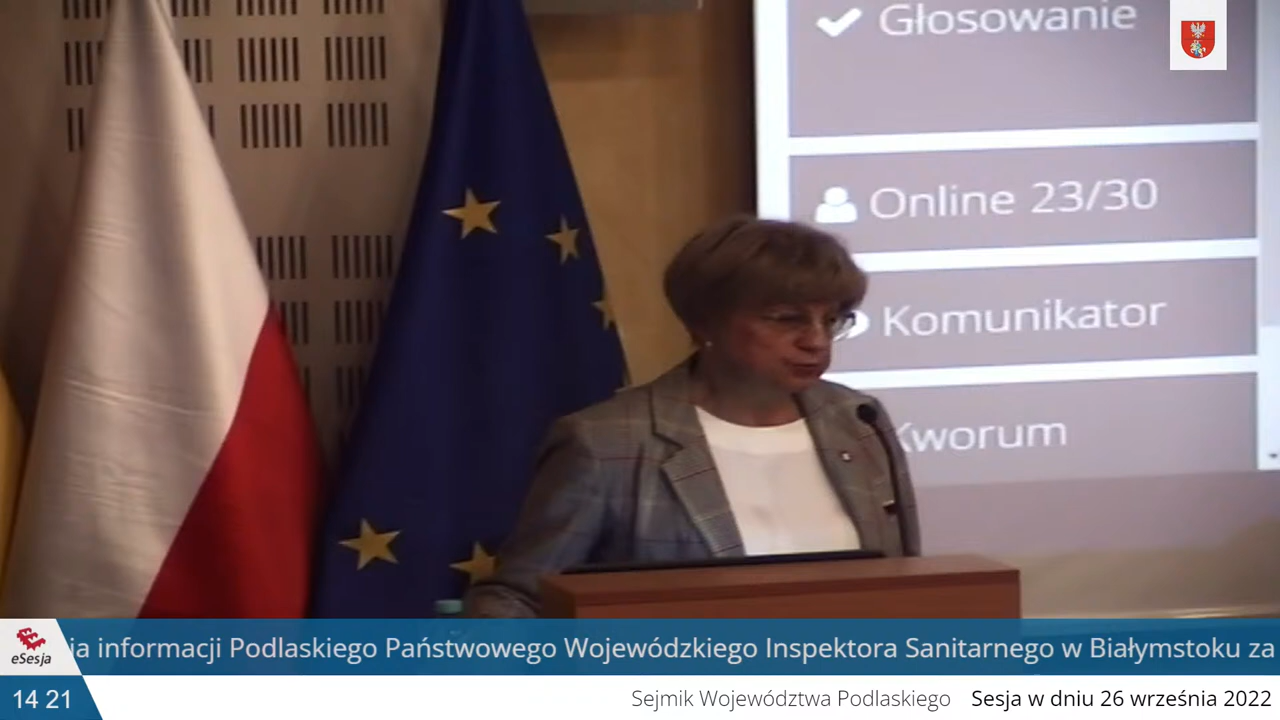 Głosowanie
Online 23/30
Komunikator
Kworum
informacji Podlaskiego Państwowego Wojewódzkiego Inspektora Sanitarnego w Białymstoku za
eSesja
14 21
Sejmik Województwa Podlaskiego Sesja w dniu 26 września 2022